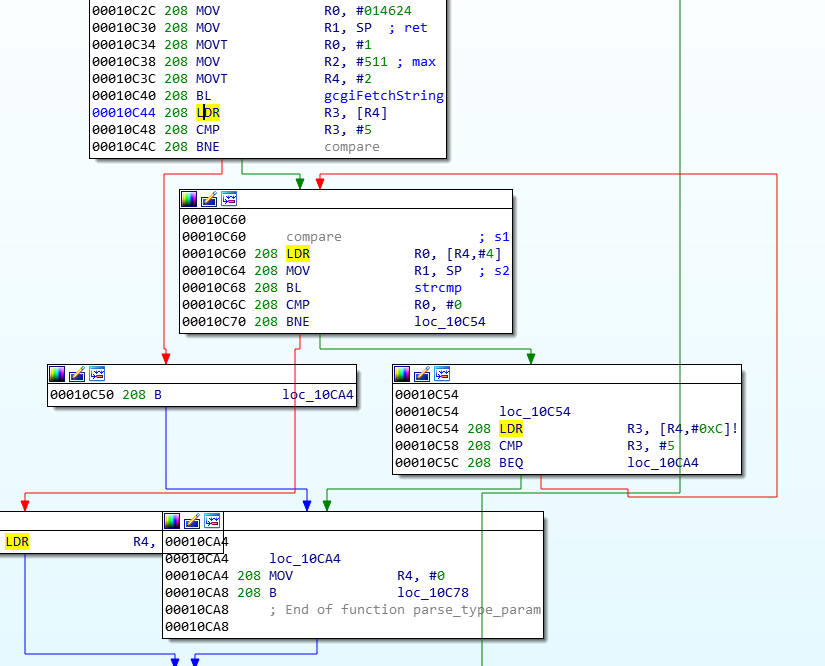 00010C2C 208 MOV R0, #014624
00010C30 208 MOV R1, SP ; ret
00010C34 208 MOVT R0, #1
00010C38 208 MOV R2, #511 ; max
00010C3C 208 MOVT R4, #2
00010C40 208 BL gcgiFetchString
00010C44 208 LDR R3, [R4]
00010C48 208 CMP R3, #5
00010C4C 208 BNE compare
00010C60
00010C60 compare ; s1
00010C60 208 LDR R0, [R4,#4]
00010C64 208 MOV R1, SP ; s2
00010C68 208 BL strcmp
00010C6C 208 CMP R0, #0
00010C70 208 BNE loc_10C54
00010C50 208 B loc_10CA4
00010C54
00010C54 loc_10C54
00010C54 208 LDR R3, [R4,#0xC]!
00010C58 208 CMP R3, #5
00010C5C 208 BEQ loc_10CA4
LDR R4,
00010CA4
00010CA4 loc_10CA4
00010CA4 208 MOV R4, #0
00010CA8 208 B loc_10C78
00010CA8 ; End of function parse_type_param
00010CA8